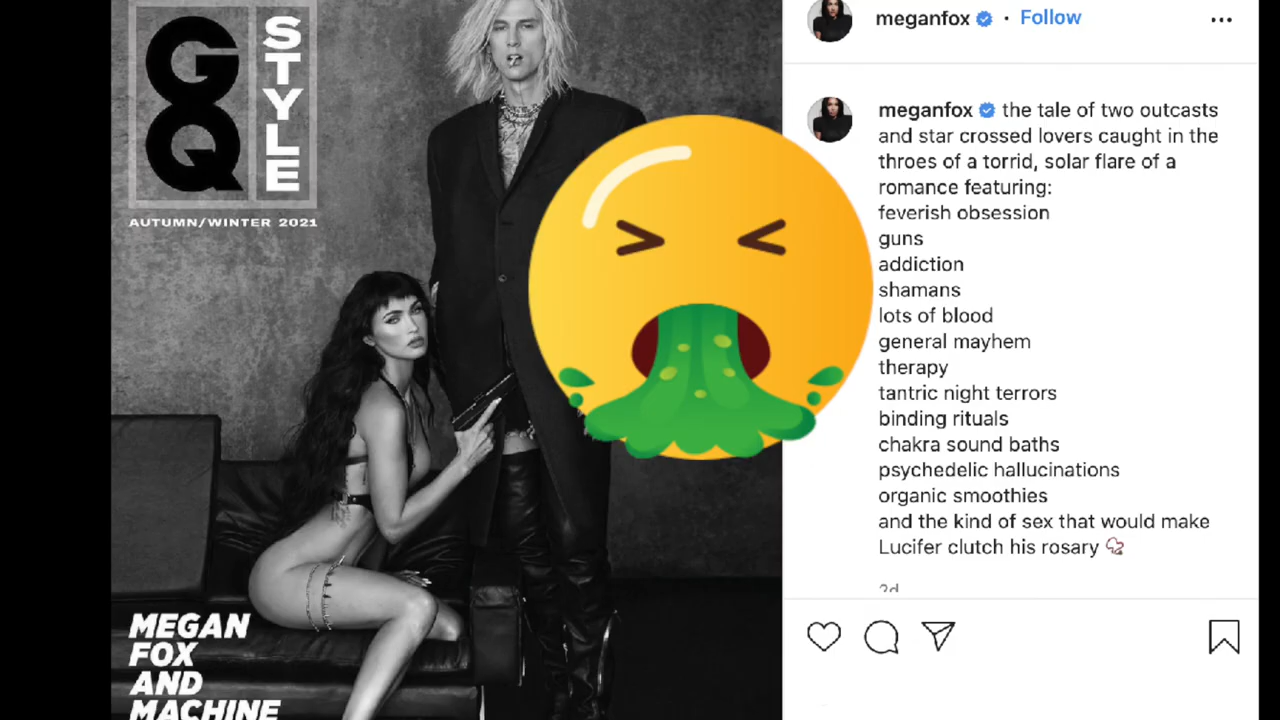 GQ
STYLE
AUTUMN/WINTER 2021
MEGAN
FOX
AND
MACHINE
meganfox • Follow
meganfox the tale of two outcasts
and star crossed lovers caught in the
throes of a torrid, solar flare of a
romance featuring:
feverish obsession
guns
addiction
shamans
lots of blood
general mayhem
therapy
tantric night terrors
binding rituals
chakra sound baths
psychedelic hallucinations
organic smoothies
and the kind of sex that would make
Lucifer clutch his rosary
2d